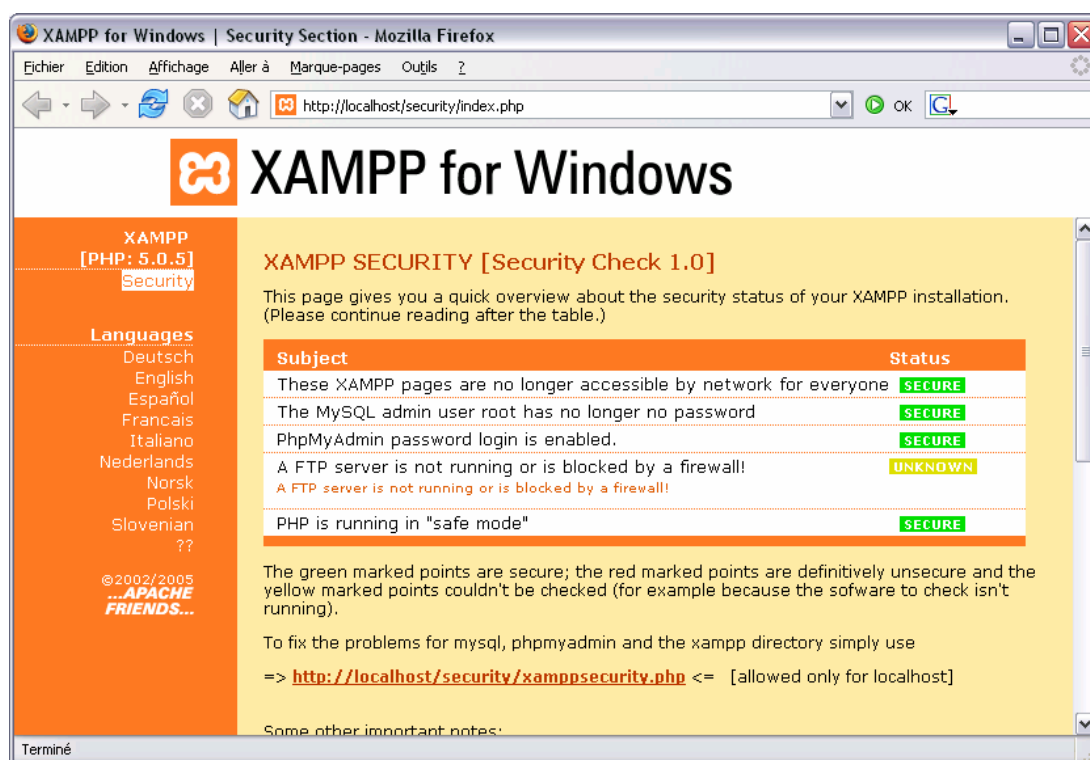 XAMPP for Windows | Security Section - Mozilla Firefox
Eichier Edition Affichage Aller à Marque-pages Outils ?
http://localhost/security/index.php OK G
XAMPP for Windows
XAMPP
[PHP: 5.0.5]
Security
Languages
Deutsch
English
Español
Francais
Italiano
Nederlands
Norsk
Polski
Slovenian
??
©2002/2005
...APACHE
FRIENDS...
XAMPP SECURITY [Security Check 1.0]
This page gives you a quick overview about the security status of your XAMPP installation.
(Please continue reading after the table.)
Subject Status
These XAMPP pages are no longer accessible by network for everyone SECURE
The MySQL admin user root has no longer no password SECURE
PhpMyAdmin password login is enabled. SECURE
A FTP server is not running or is blocked by a firewall! UNKNOWN
A FTP server is not running or is blocked by a firewall!
PHP is running in "safe mode" SECURE
The green marked points are secure; the red marked points are definitively unsecure and the
yellow marked points couldn't be checked (for example because the sofware to check isn't
running).
To fix the problems for mysql, phpmyadmin and the xampp directory simply use
=> http://localhost/security/xamppsecurity.php <= [allowed only for localhost]
Some other important notes:
Terminé